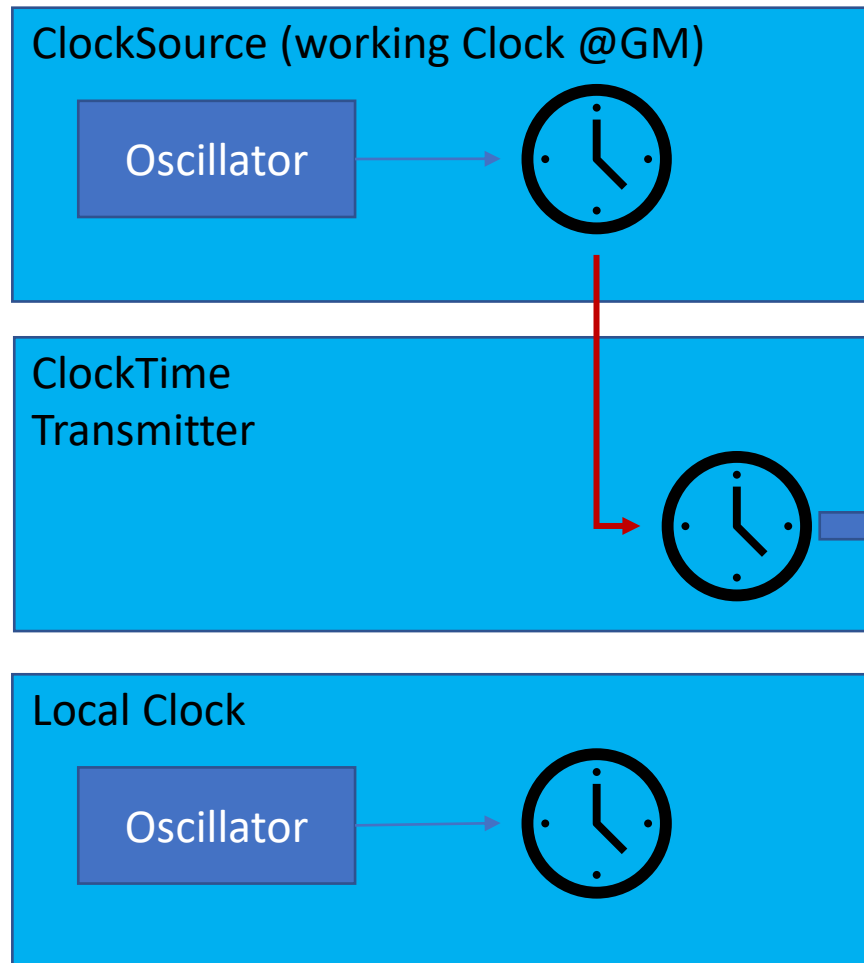 ClockSource (working Clock @GM)
Oscillator
ClockTime
Transmitter
Local Clock
Oscillator